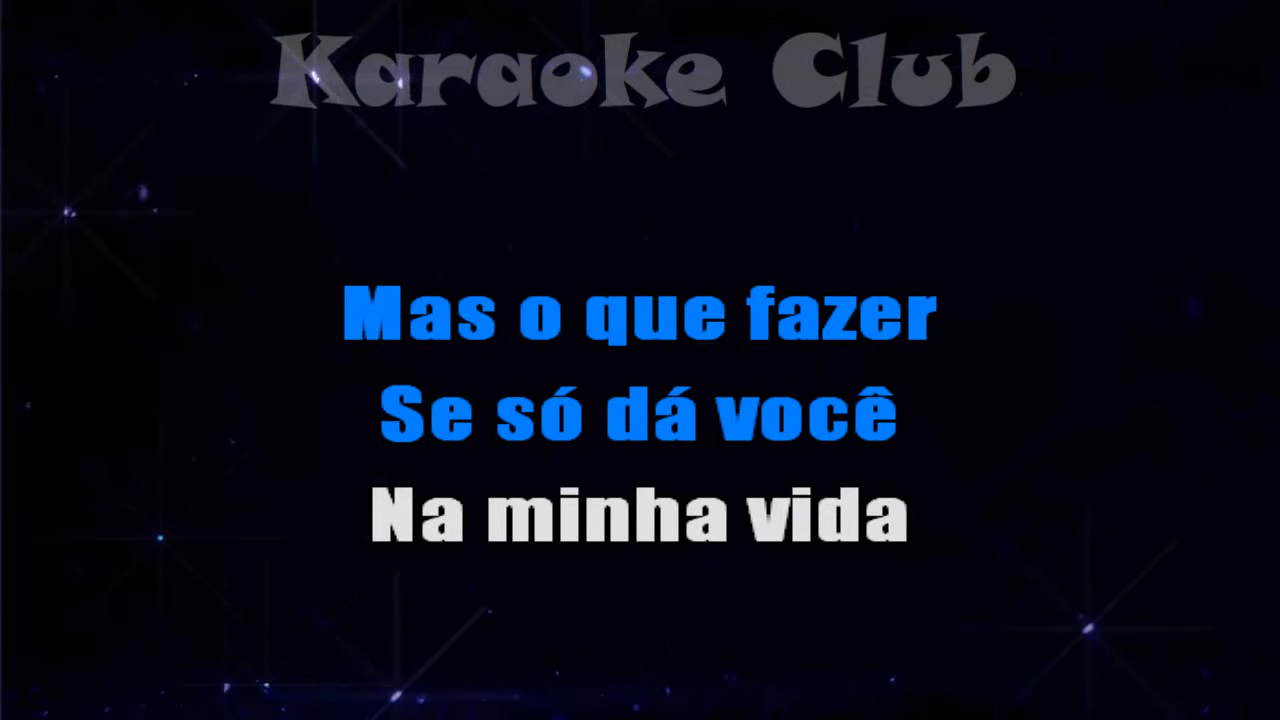 Karaoke Club
Mas o que fazer
Se só dá você
Na minha vida